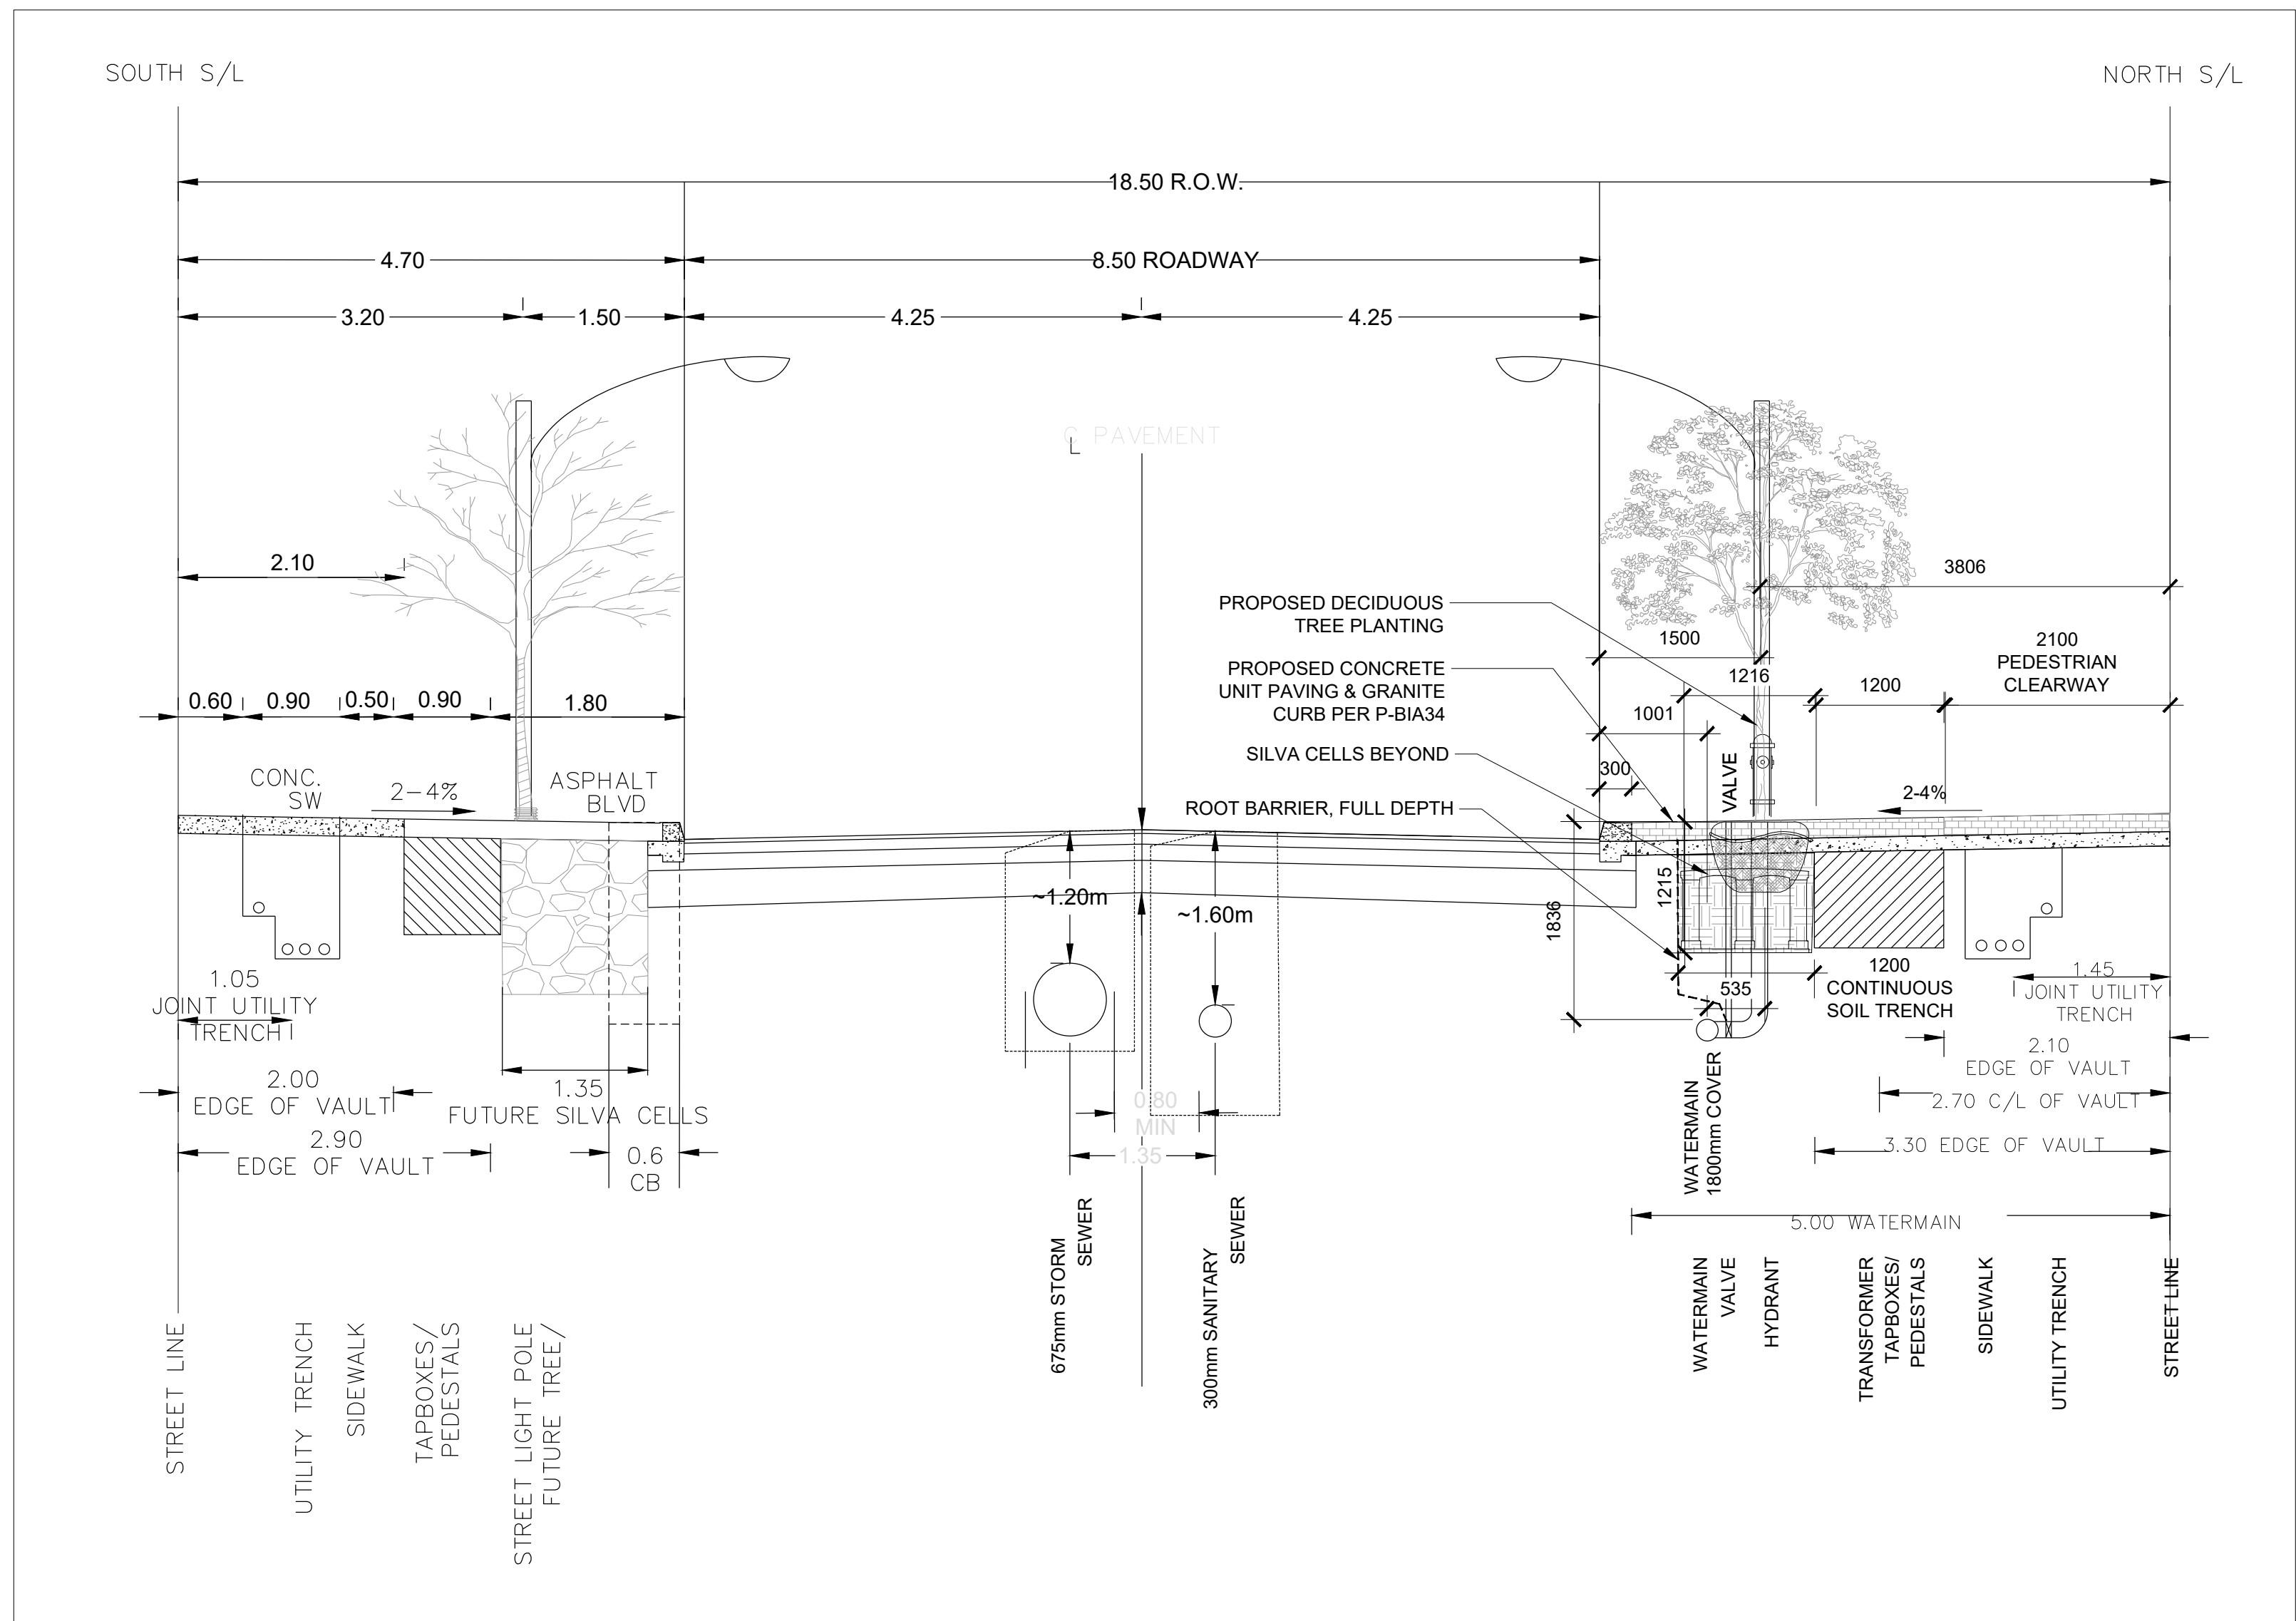 SOUTH S/L
NORTH S/L
18.50 R.O.W.
4.70
8.50 ROADWAY
3.20
1.50
4.25
4.25
C PAVEMENT
L
2.10
3806
PROPOSED DECIDUOUS
TREE PLANTING
1500
2100
PEDESTRIAN
CLEARWAY
PROPOSED CONCRETE
UNIT PAVING & GRANITE
CURB PER P-BIA34
1216
1200
0.60
0.90
0.50
0.90
1.80
1001
SILVA CELLS BEYOND
300
VALVE
CONC.
SW
2-4%
ASPHALT
BLVD
2-4%
ROOT BARRIER, FULL DEPTH
~1.20m
~1.60m
1215
1836
1.05
JOINT UTILITY
TRENCH
535
1200
CONTINUOUS
SOIL TRENCH
1.45
JOINT UTILITY
TRENCH
2.00
EDGE OF VAULT
2.90
EDGE OF VAULT
1.35
FUTURE SILVA CELLS
0.6
CB
0.80
MIN
1.35
WATERMAIN
1800mm COVER
2.10
EDGE OF VAULT
2.70 C/L OF VAULT
3.30 EDGE OF VAULT
5.00 WATERMAIN
STREET LINE
UTILITY TRENCH
SIDEWALK
TAPBOXES/
PEDESTALS
STREET LIGHT POLE
FUTURE TREE/
675mm STORM
SEWER
300mm SANITARY
SEWER
WATERMAIN
VALVE
HYDRANT
TRANSFORMER
TAPBOXES/
PEDESTALS
SIDEWALK
UTILITY TRENCH
STREET LINE